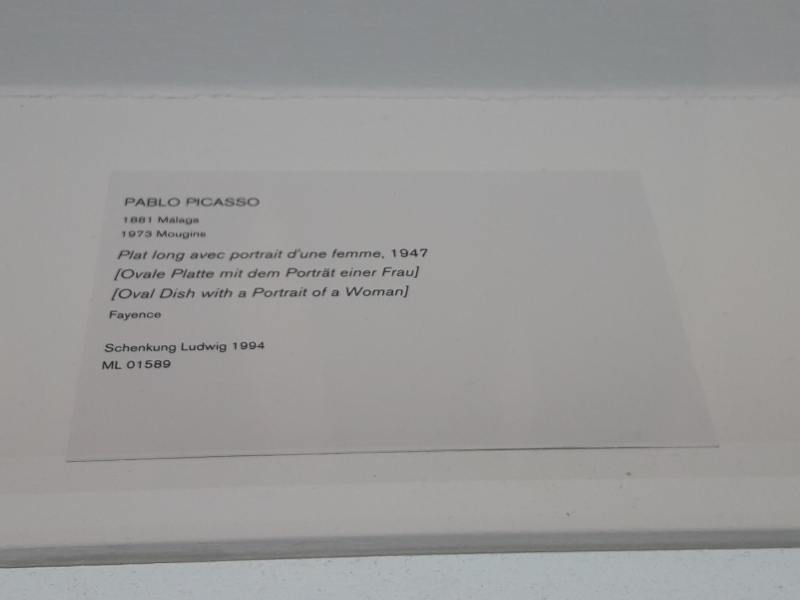 PABLO PICASSO
1881 Málaga
1973 Mougins
Plat long avec portrait d'une femme, 1947
[Ovale Platte mit dem Porträt einer Frau]
[Oval Dish with a Portrait of a Woman]
Fayence
Schenkung Ludwig 1994
ML 01589